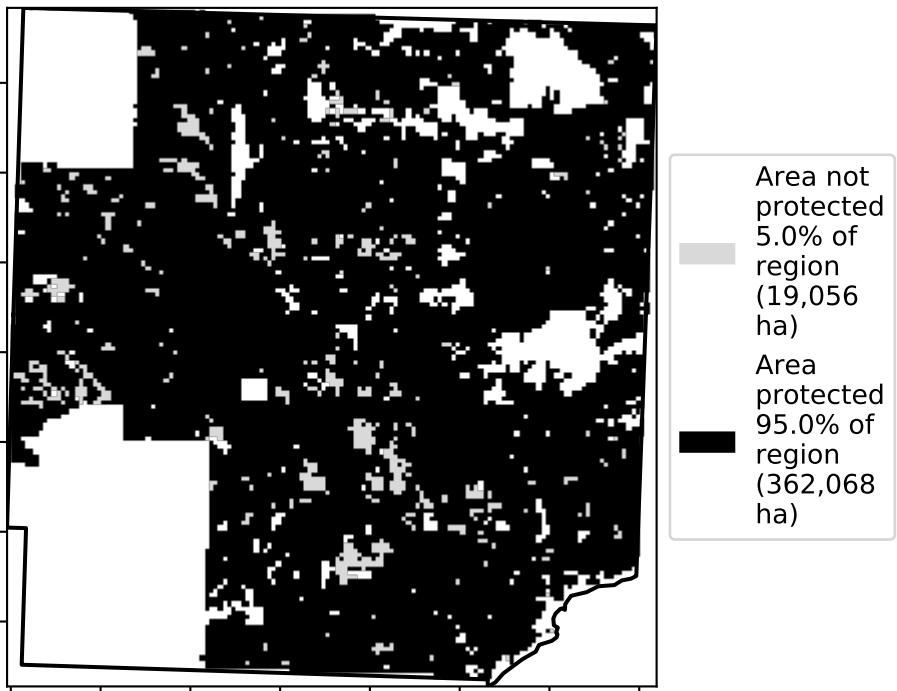 Area not
protected
5.0% of
region
(19,056
ha)
Area
protected
95.0% of
region
(362,068
ha)